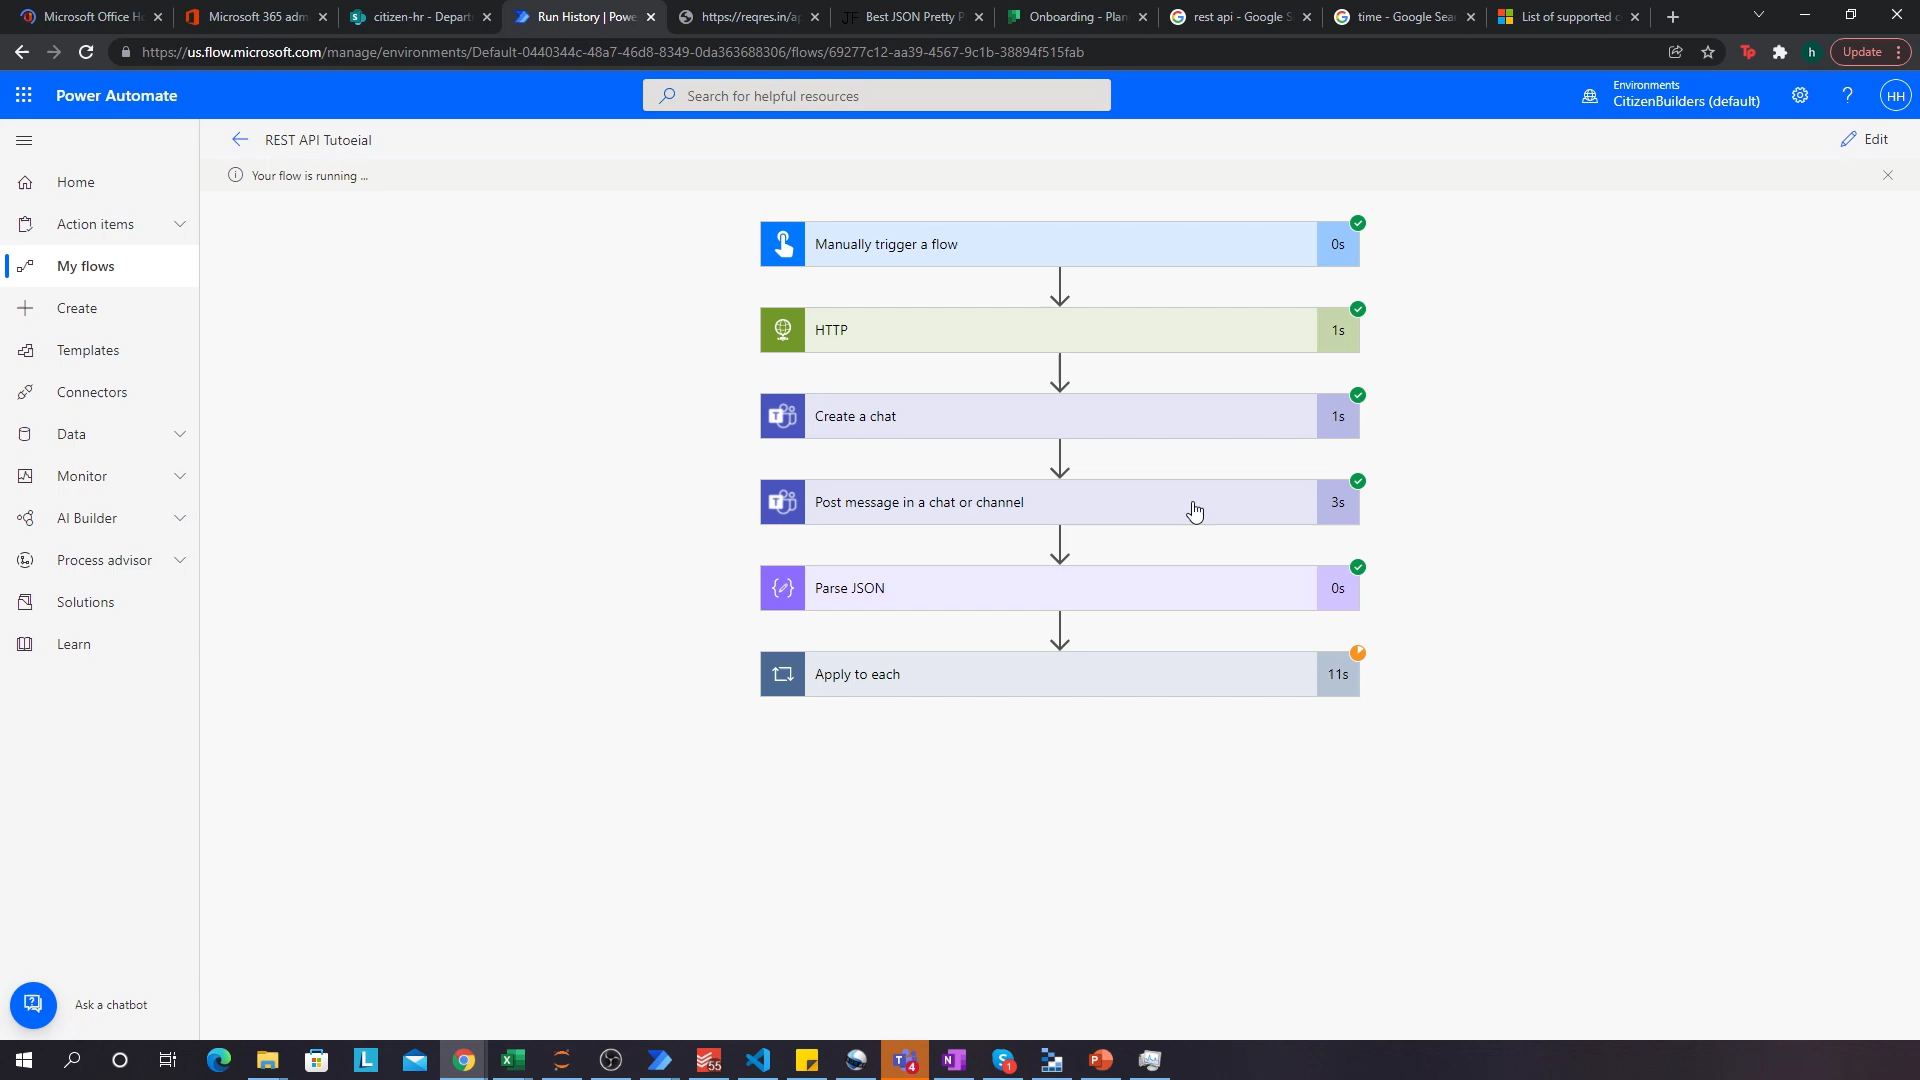 Microsoft Office H
Microsoft 365 adm
citizen-hr - Depart
Run History | Powe
https://reqres.in/ap
Best JSON Pretty P
Onboarding - Plan
rest api - Google S
time - Google Sea
List of supported c
https://us.flow.microsoft.com/manage/environments/Default-0440344c-48a7-46d8-8349-0da363688306/flows/69277c12-aa39-4567-9c1b-38894f515fab
Tp
h
Update
Power Automate
Search for helpful resources
Environments
CitizenBuilders (default)
?
HH
REST API Tutoeial
Edit
Your flow is running ...
Home
Action items
My flows
Create
Templates
Connectors
Data
Monitor
AI Builder
Process advisor
Solutions
Learn
Manually trigger a flow
0s
HTTP
1s
Create a chat
1s
Post message in a chat or channel
3s
Parse JSON
0s
Apply to each
11s
Ask a chatbot
L
55
4
1